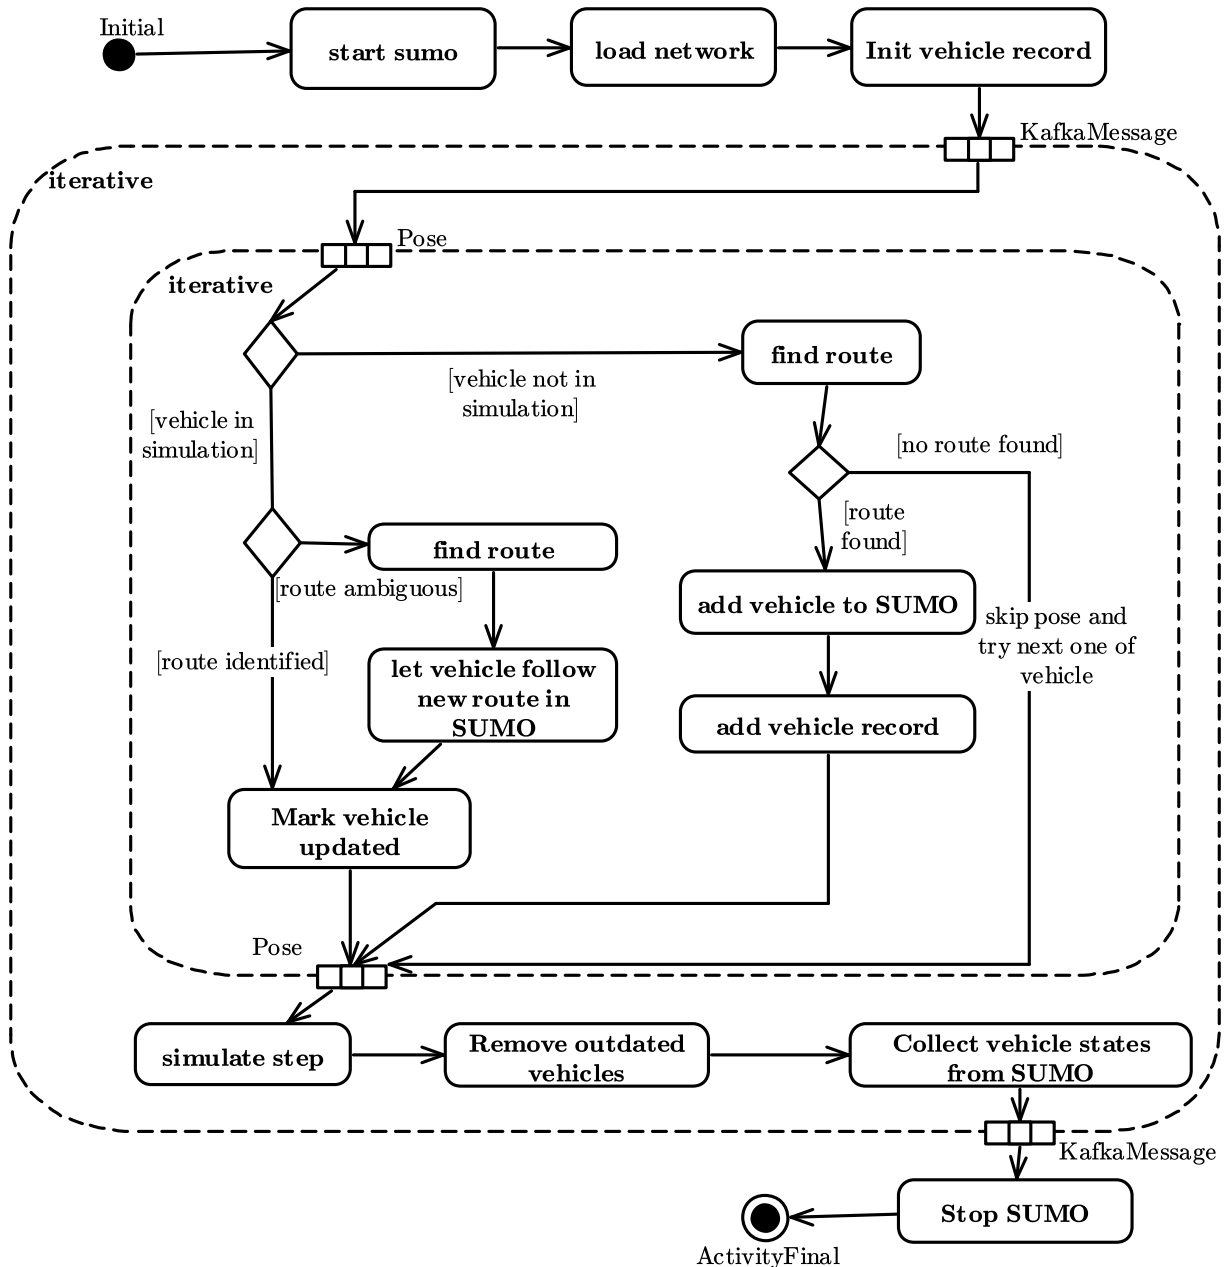 Initial
start sumo
load network
Init vehicle record
KafkaMessage
iterative
Pose
iterative
find route
[vehicle not in
simulation]
[vehicle in
simulation]
[no route found]
[route
found]
find route
[route ambiguous]
add vehicle to SUMO
skip pose and
try next one of
vehicle
[route identified]
let vehicle follow
new route in
SUMO
add vehicle record
Mark vehicle
updated
Pose
simulate step
Remove outdated
vehicles
Collect vehicle states
from SUMO
KafkaMessage
Stop SUMO
ActivityFinal